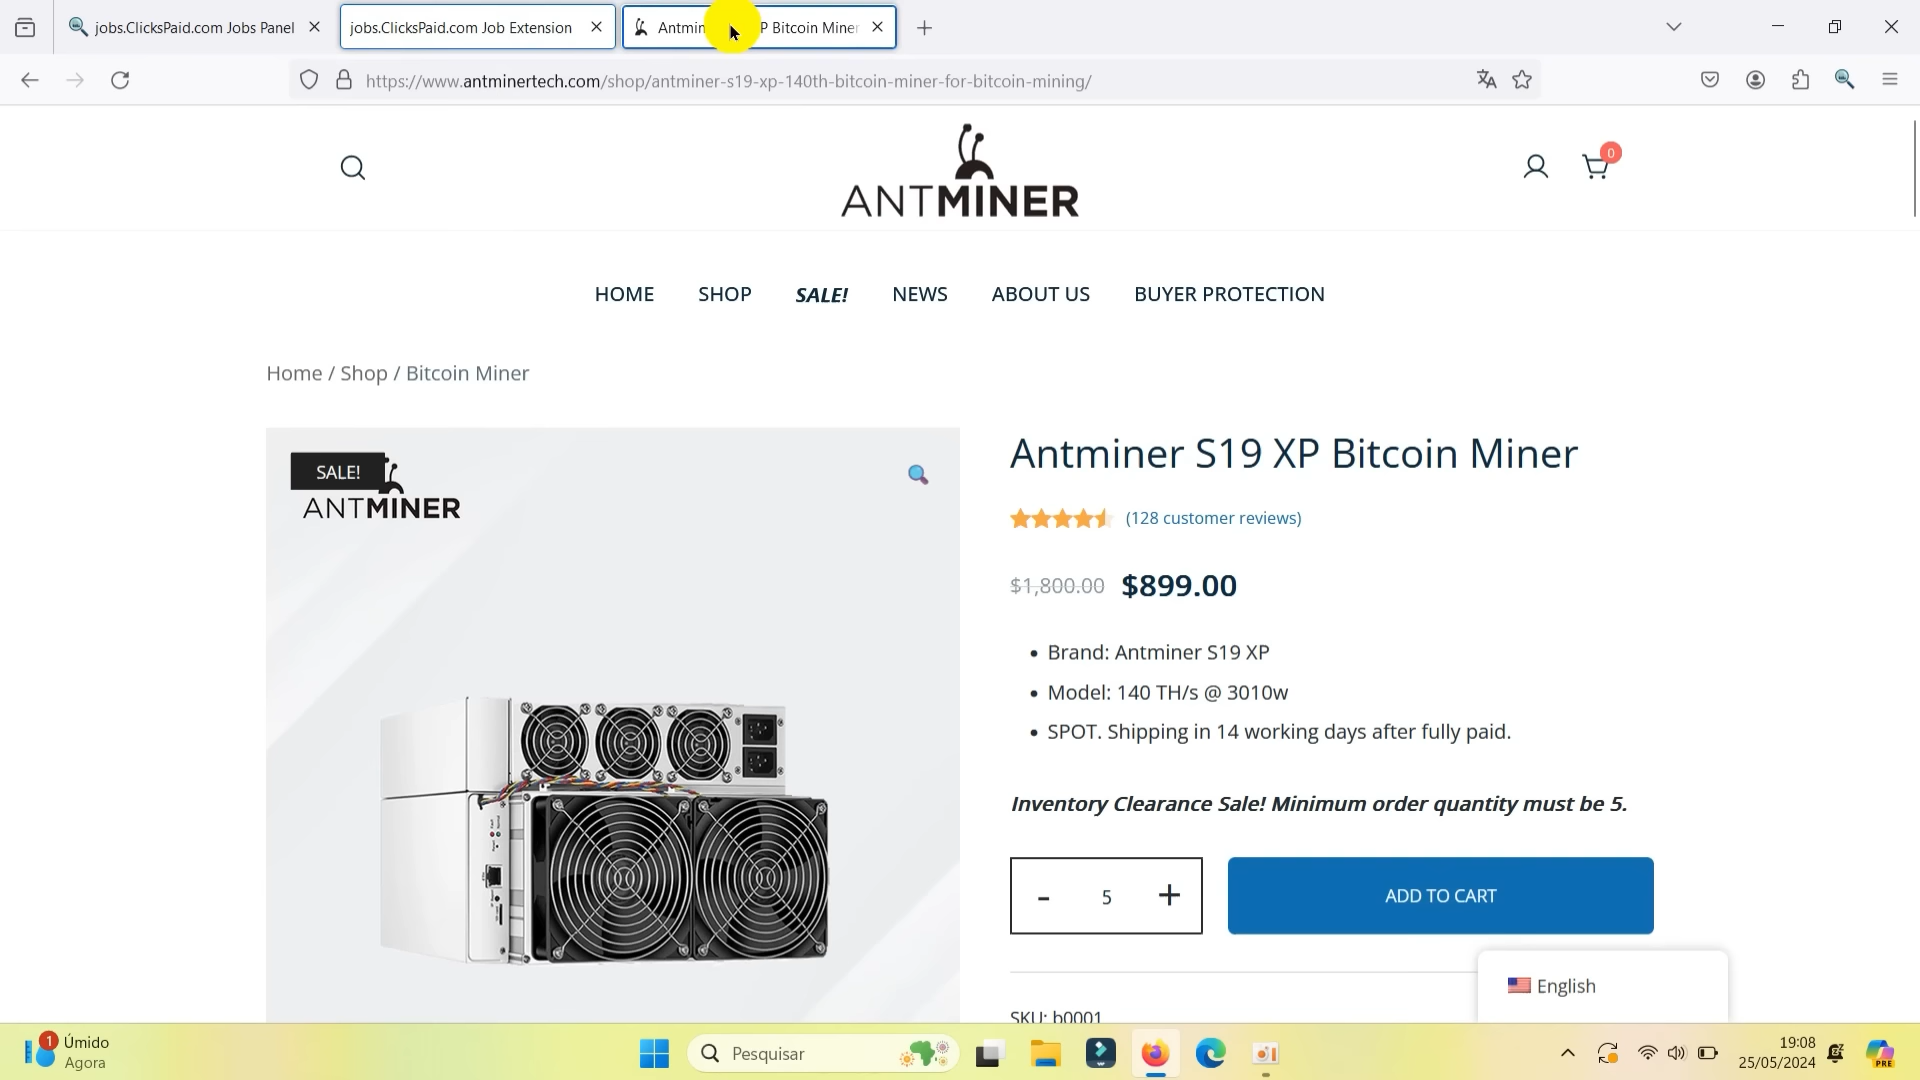 jobs.ClicksPaid.com Jobs Panel
jobs.ClicksPaid.com Job Extension
Antmin P Bitcoin Miner
https://www.antminertech.com/shop/antminer-s19-xp-140th-bitcoin-miner-for-bitcoin-mining/
ANTMINER
0
HOME SHOP SALE! NEWS ABOUT US BUYER PROTECTION
Home / Shop / Bitcoin Miner
SALE!
ANTMINER
Antminer S19 XP Bitcoin Miner
(128 customer reviews)
$1,800.00 $899.00
• Brand: Antminer S19 XP
• Model: 140 TH/s @ 3010w
• SPOT. Shipping in 14 working days after fully paid.
Inventory Clearance Sale! Minimum order quantity must be 5.
- 5 +
ADD TO CART
English
SKU: b0001
1
Úmido
Agora
Pesquisar
19:08
25/05/2024
PRE